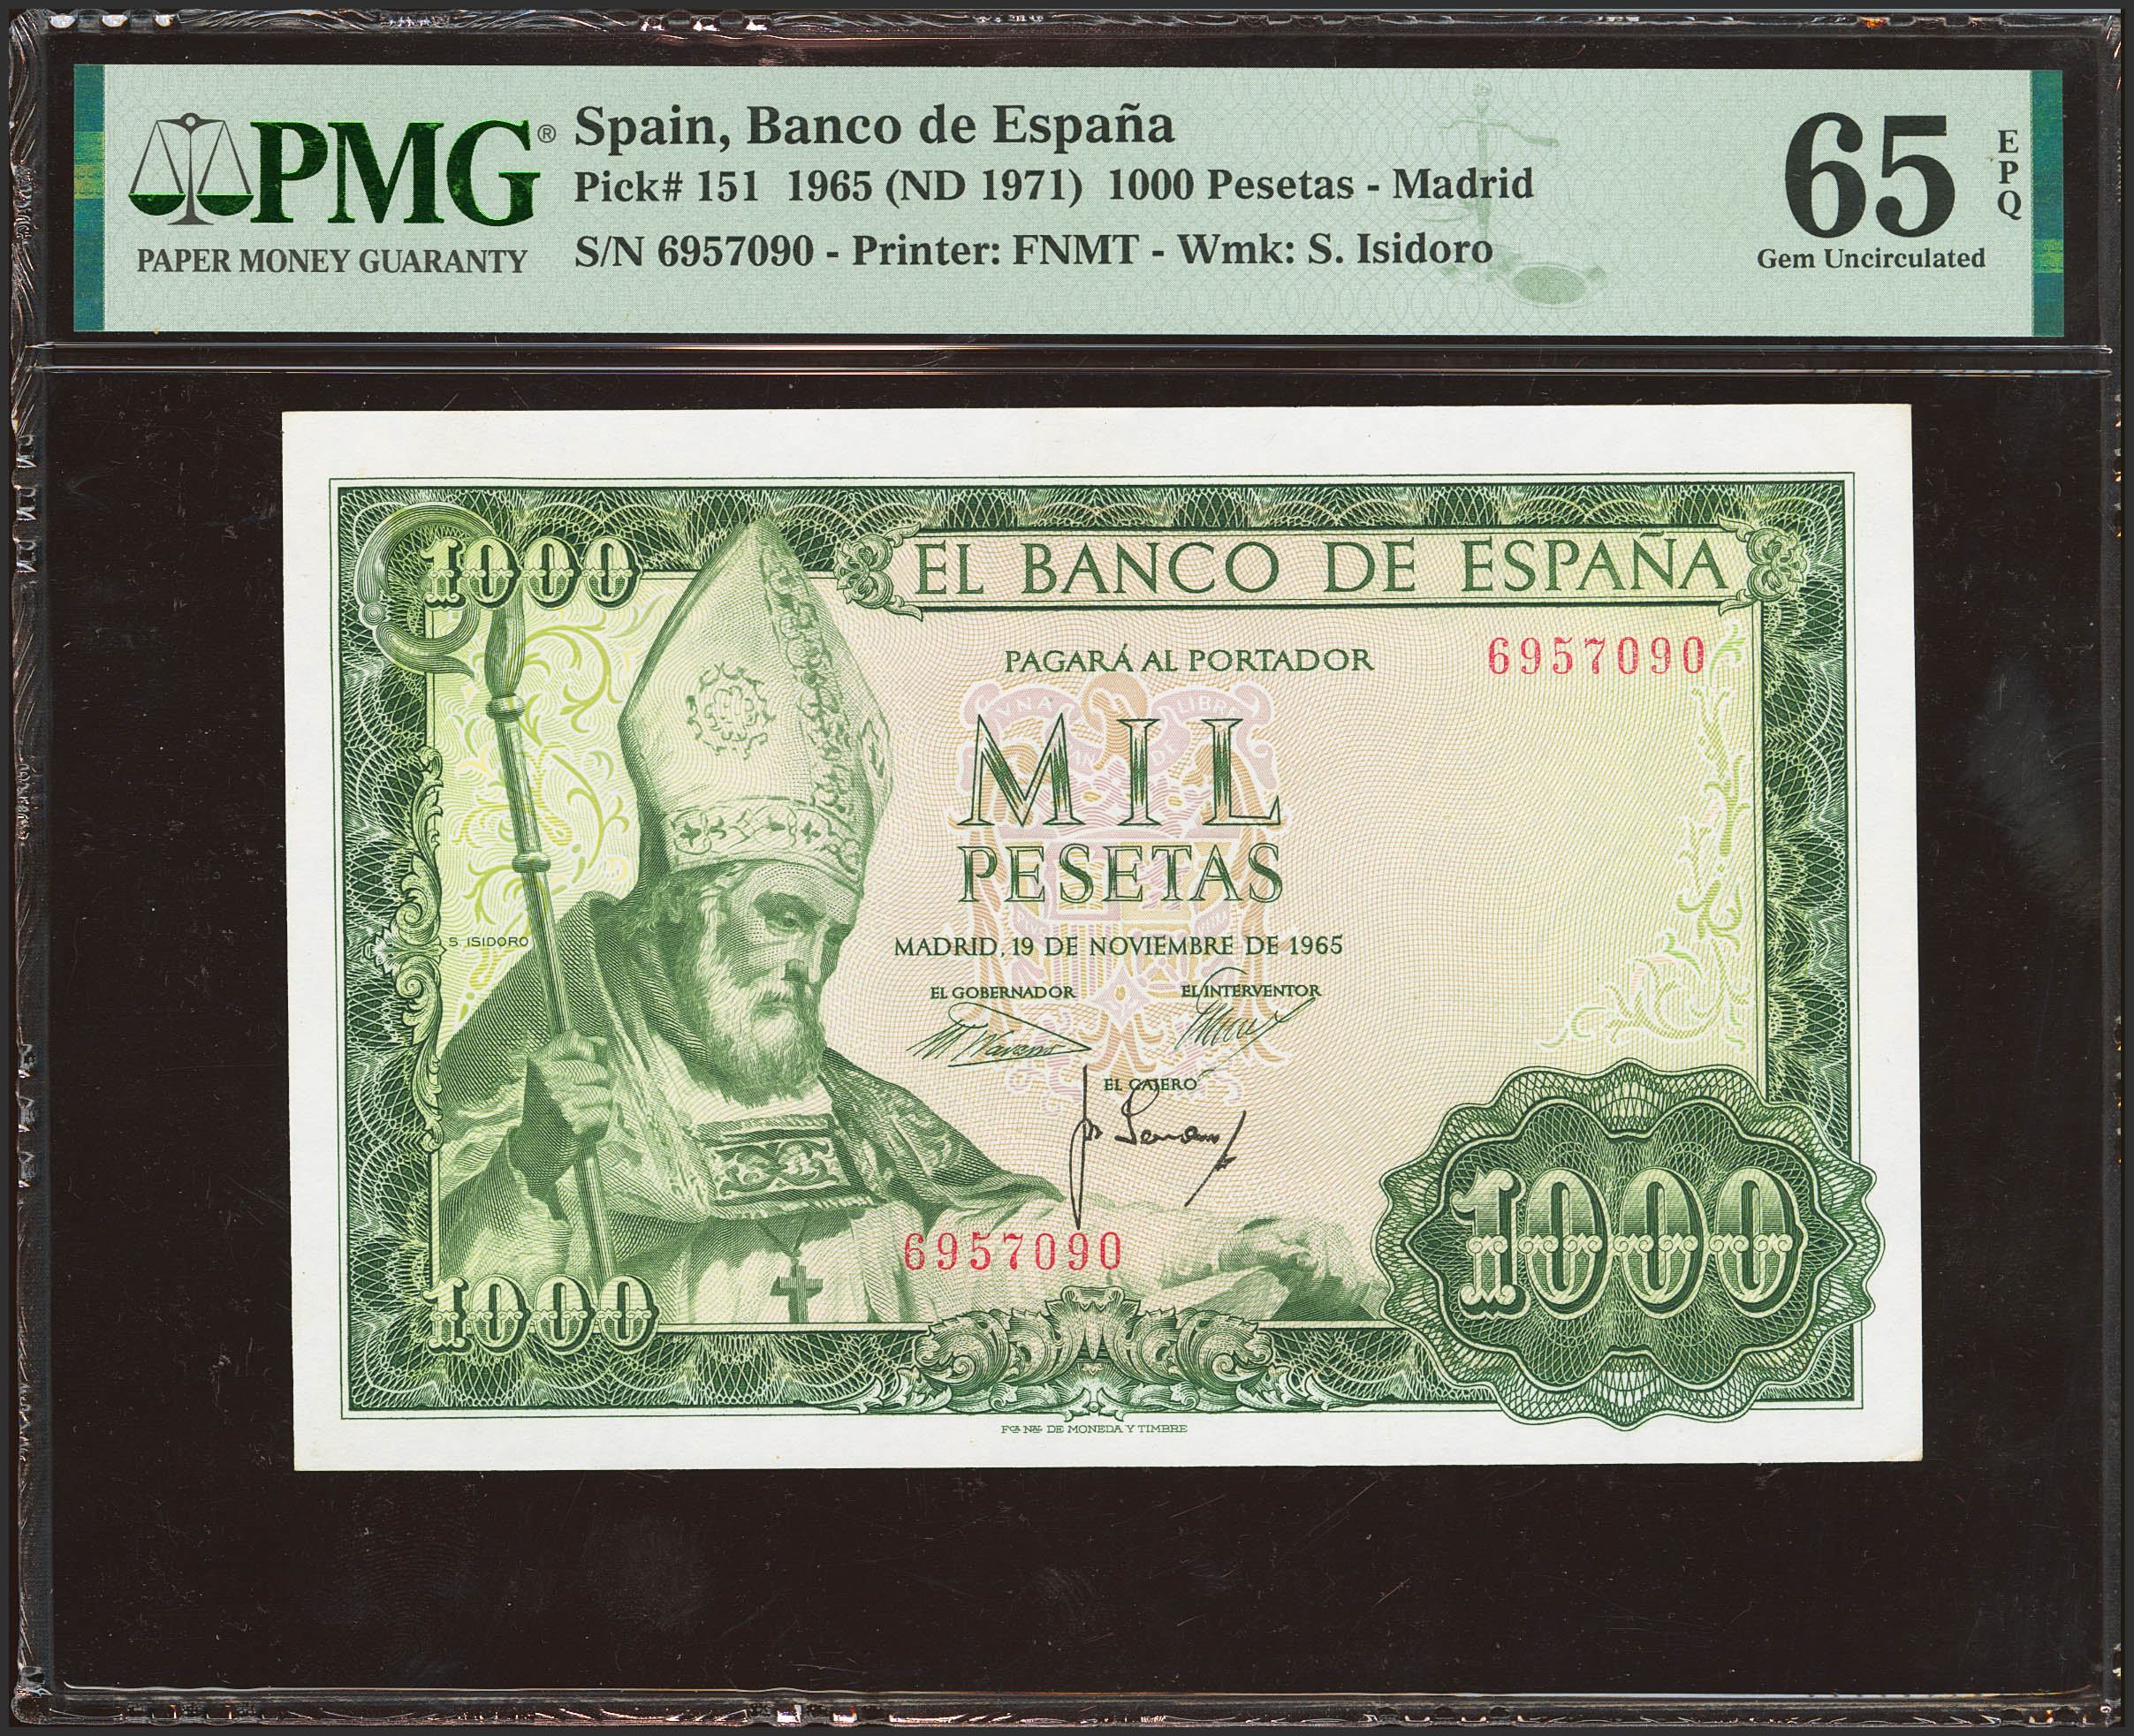 PMG®
PAPER MONEY GUARANTY
Spain, Banco de España
Pick# 151 1965 (ND 1971) 1000 Pesetas - Madrid
S/N 6957090 - Printer: FNMT - Wmk: S. Isidoro
65
EPQ
Gem Uncirculated
1000
EL BANCO DE ESPAÑA
PAGARÁ AL PORTADOR
6957090
MIL
PESETAS
S. ISIDORO
MADRID, 19 DE NOVIEMBRE DE 1965
EL GOBERNADOR
EL INTERVENTOR
EL CAJERO
6957090
1000
1000
Fca. Nal. DE MONEDA Y TIMBRE